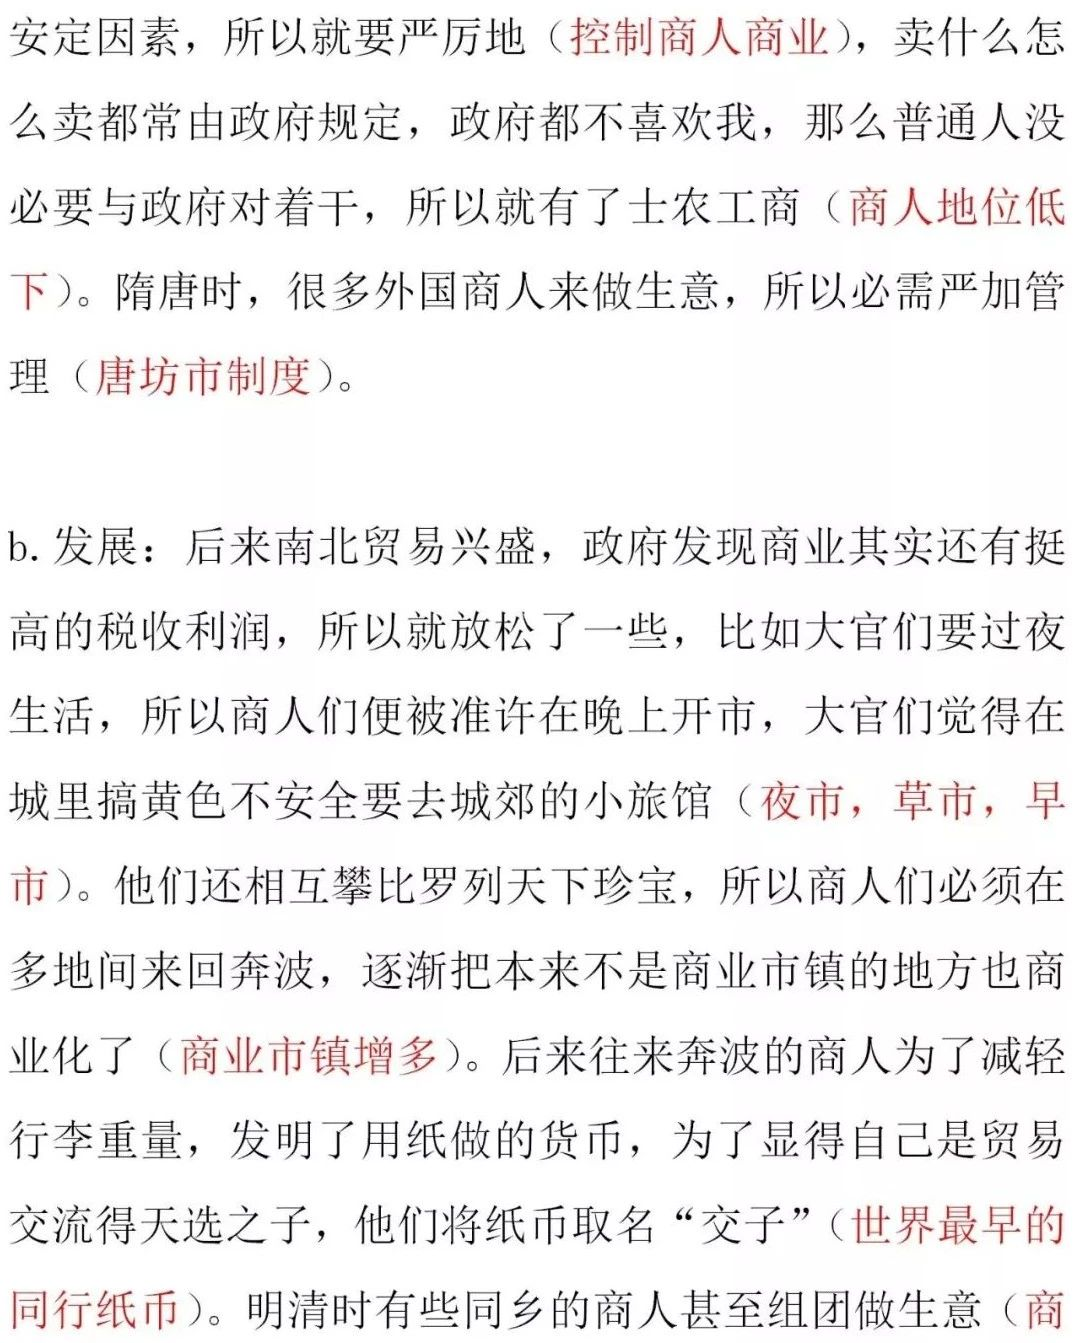 安定因素，所以就要严厉地（控制商人商业），卖什么怎
么卖都常由政府规定，政府都不喜欢我，那么普通人没
必要与政府对着干，所以就有了士农工商（商人地位低
下）。隋唐时，很多外国商人来做生意，所以必需严加管
理（唐坊市制度）。
b. 发展：后来南北贸易兴盛，政府发现商业其实还有挺
高的税收利润，所以就放松了一些，比如大官们要过夜
生活，所以商人们便被准许在晚上开市，大官们觉得在
城里搞黄色不安全要去城郊的小旅馆（夜市，草市，早
市）。他们还相互攀比罗列天下珍宝，所以商人们必须在
多地间来回奔波，逐渐把本来不是商业市镇的地方也商
业化了（商业市镇增多）。后来往来奔波的商人为了减轻
行李重量，发明了用纸做的货币，为了显得自己是贸易
交流得天选之子，他们将纸币取名“交子”（世界最早的
同行纸币）。明清时有些同乡的商人甚至组团做生意（商